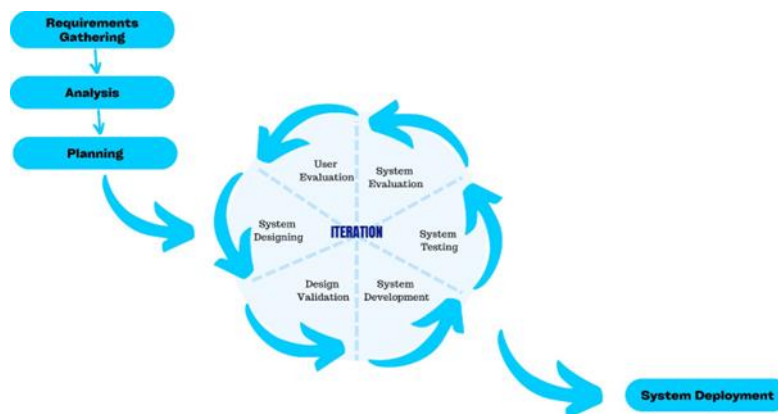 Requirements
Gathering
Analysis
Planning
User
Evaluation
System
Evaluation
System
Designing
ITERATION
System
Testing
Design
Validation
System
Development
System Deployment